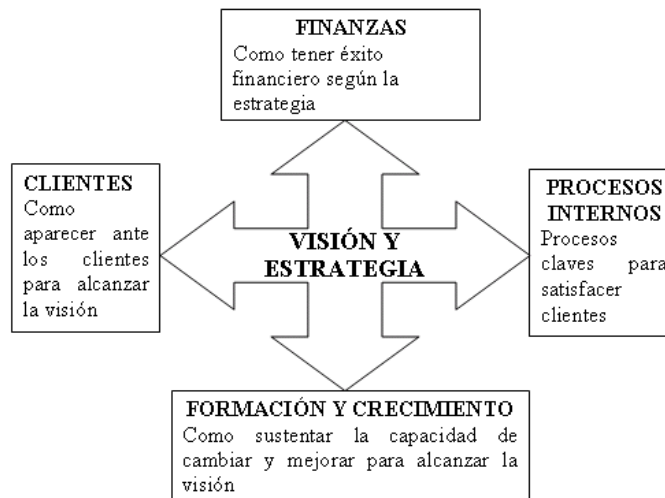 FINANZAS
Como tener éxito
financiero según la
estrategia
CLIENTES
Como
aparecer ante
los clientes
para alcanzar
la visión
VISIÓN Y
ESTRATEGIA
PROCESOS
INTERNOS
Procesos
claves para
satisfacer
clientes
FORMACIÓN Y CRECIMIENTO
Como sustentar la capacidad de
cambiar y mejorar para alcanzar la
visión